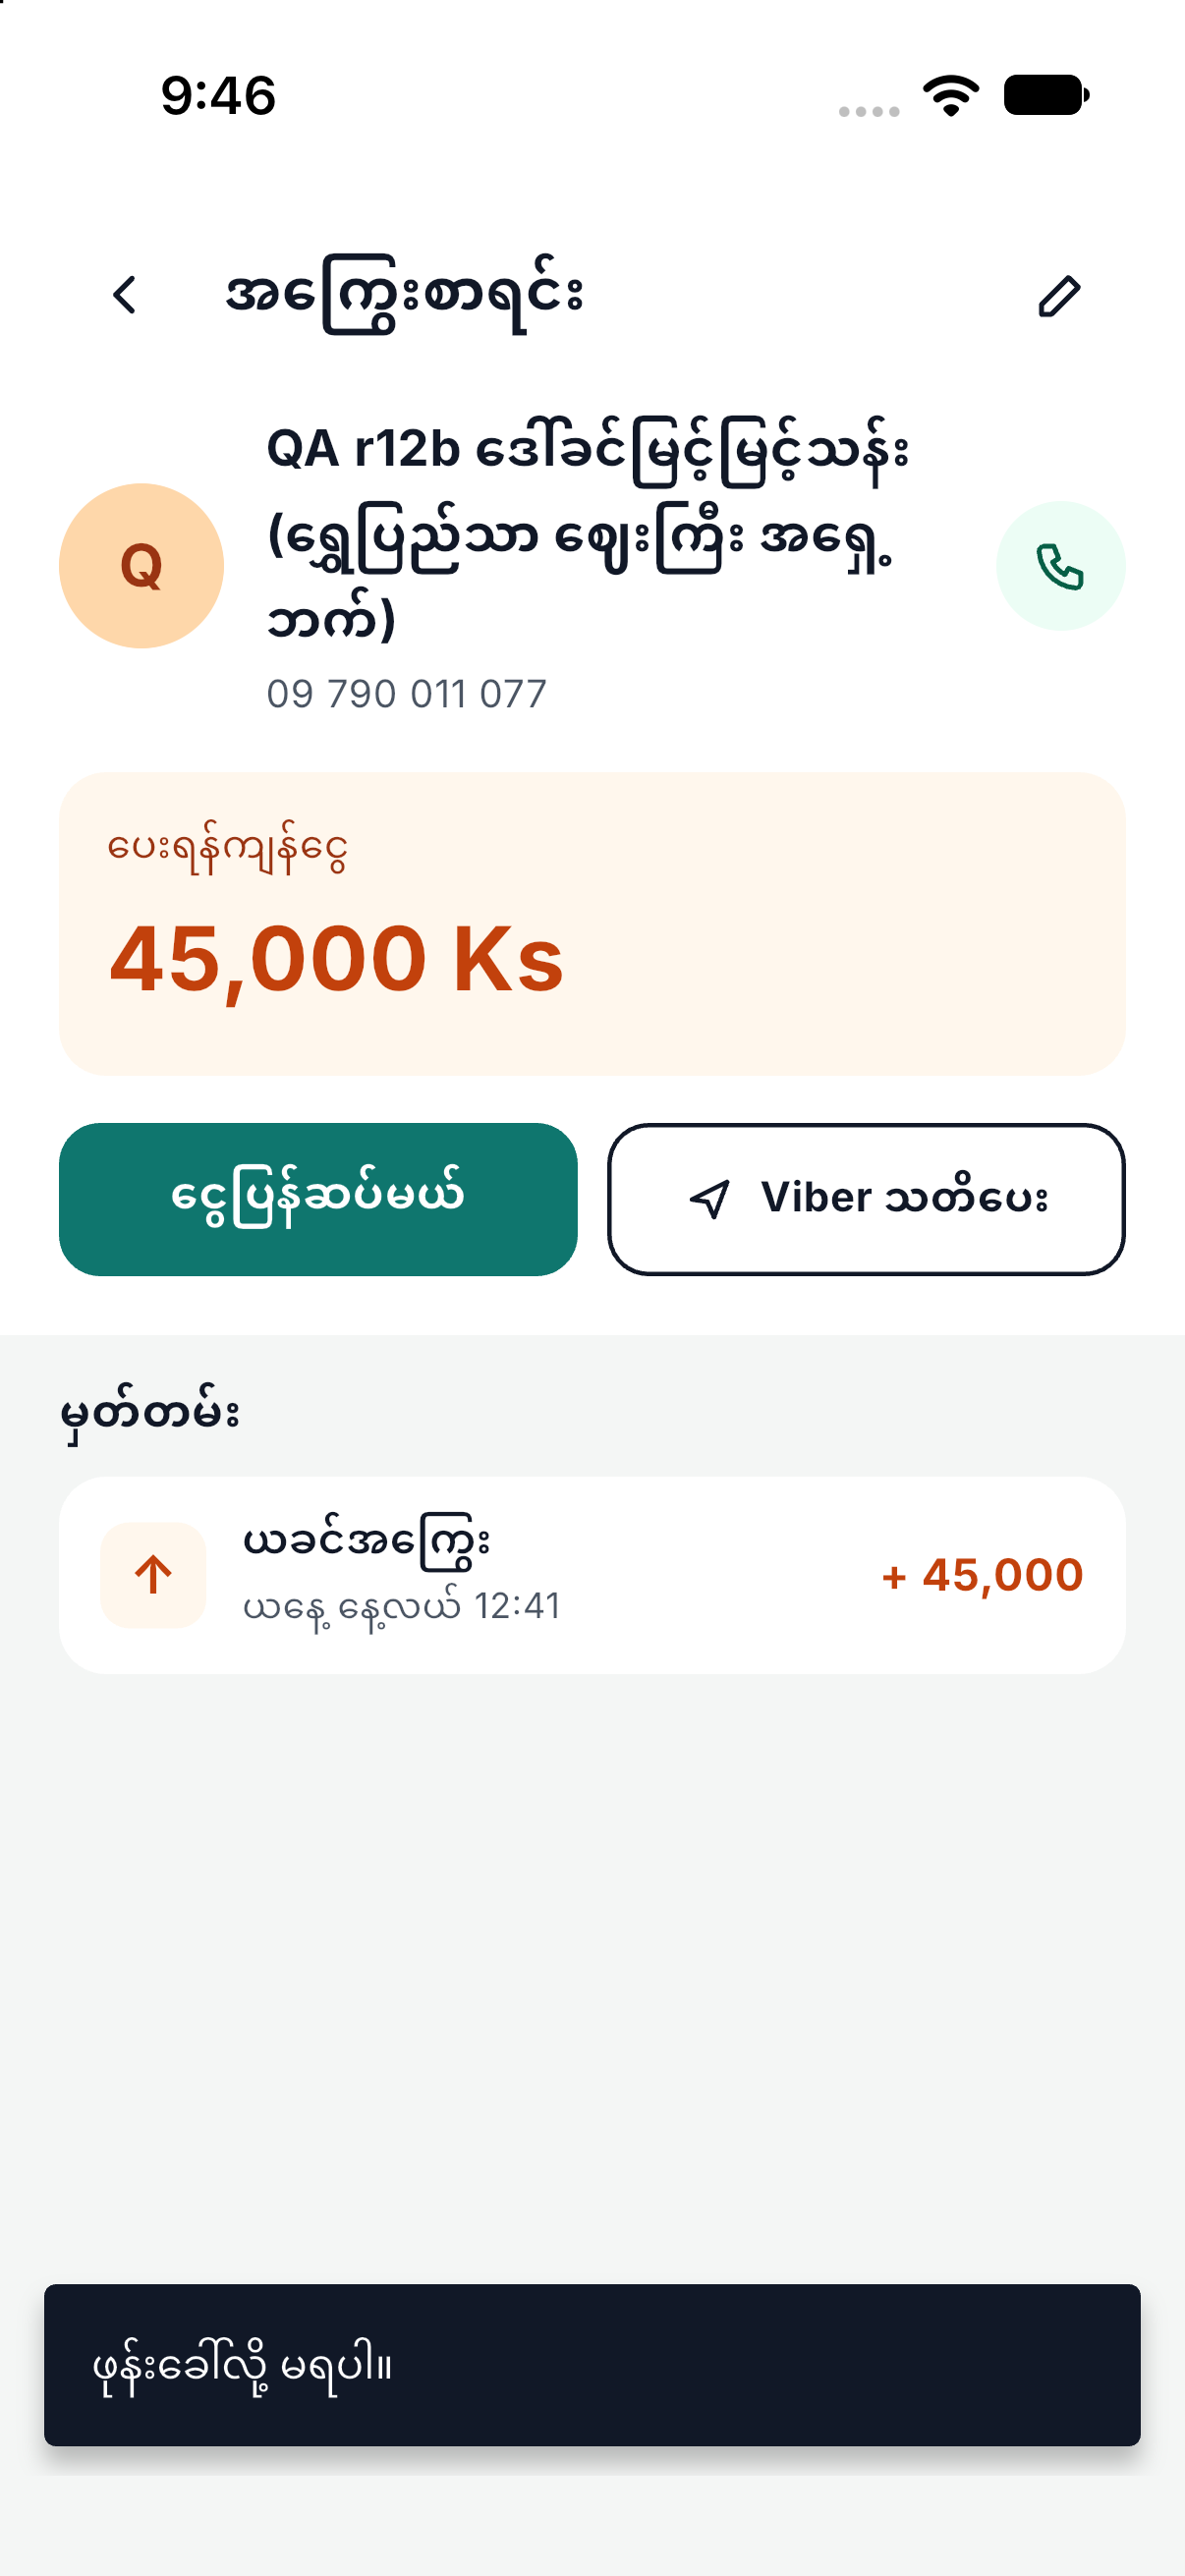 9:46
အကြွေးစာရင်း
QA r12b ဒေါ်ခင်မြင့်မြင့်သန်း
(ရွှေပြည်သာ ဈေးကြီး အရှေ့
ဘက်)
Q
09 790 011 077
ပေးရန်ကျန်ငွေ
45,000 Ks
ငွေပြန်ဆပ်မယ်
Viber သတိပေး
မှတ်တမ်း
ယခင်အကြွေး
+ 45,000
ယနေ့ နေ့လယ် 12:41
ဖုန်းခေါ်လို့ မရပါ။